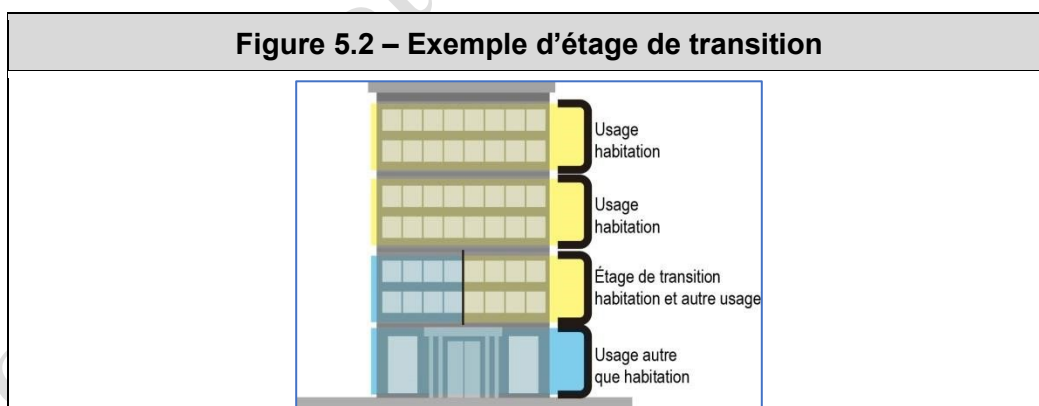 Figure 5.2 – Exemple d’étage de transition
Usage
habitation
Usage
habitation
Étage de transition
habitation et autre usage
Usage autre
que habitation